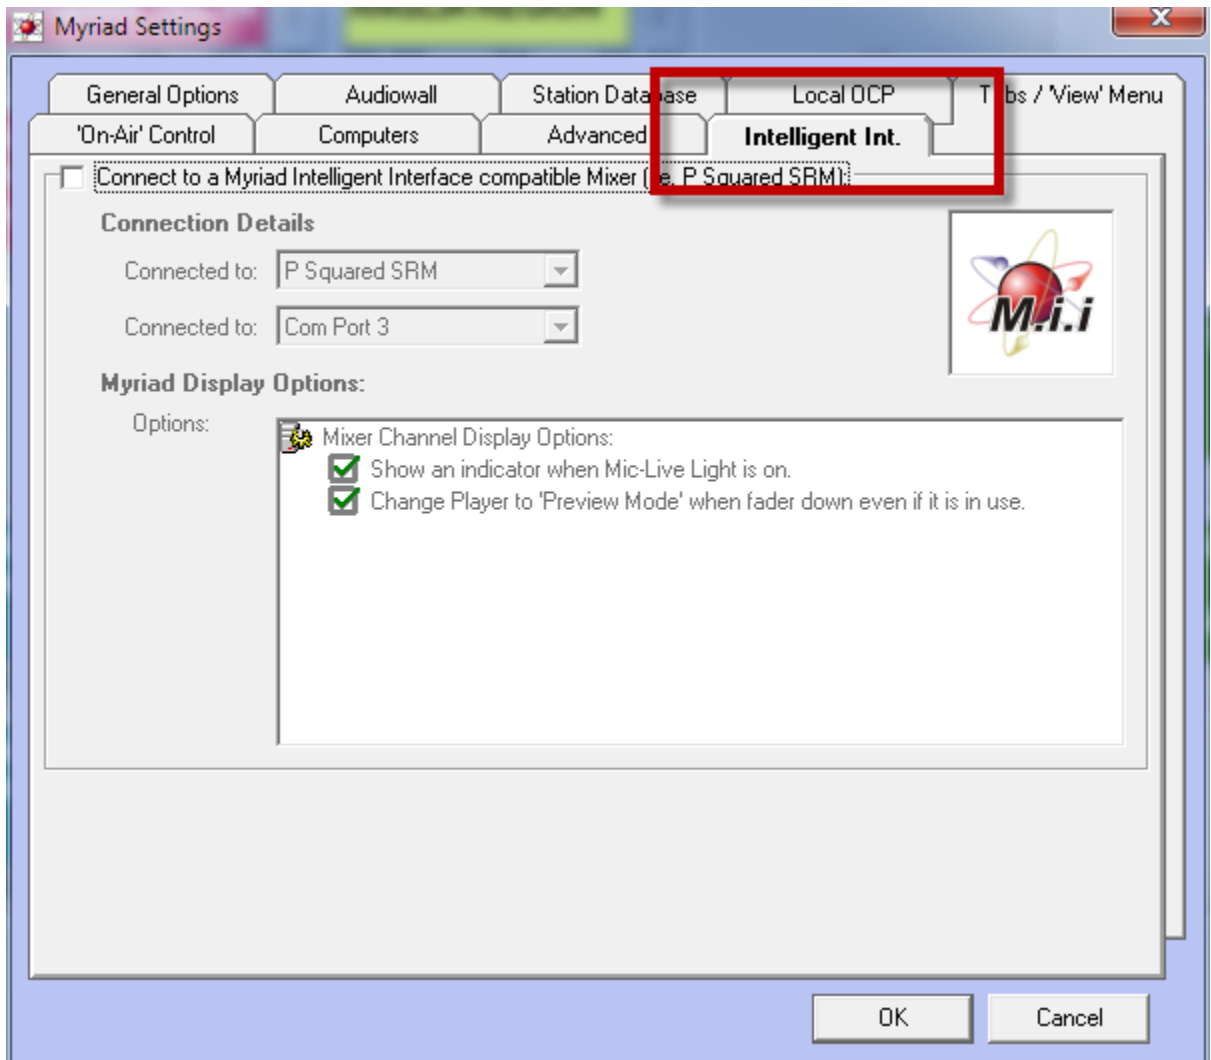 Myriad Settings
General Options Audiowall Station Database Local OCP Tabs / 'View' Menu
'On-Air' Control Computers Advanced Intelligent Int.
Connect to a Myriad Intelligent Interface compatible Mixer (ie. P Squared SRM):
Connection Details
Connected to: P Squared SRM
Connected to: Com Port 3
M.i.i
Myriad Display Options:
Options:
Mixer Channel Display Options:
Show an indicator when Mic-Live Light is on.
Change Player to 'Preview Mode' when fader down even if it is in use.
OK Cancel